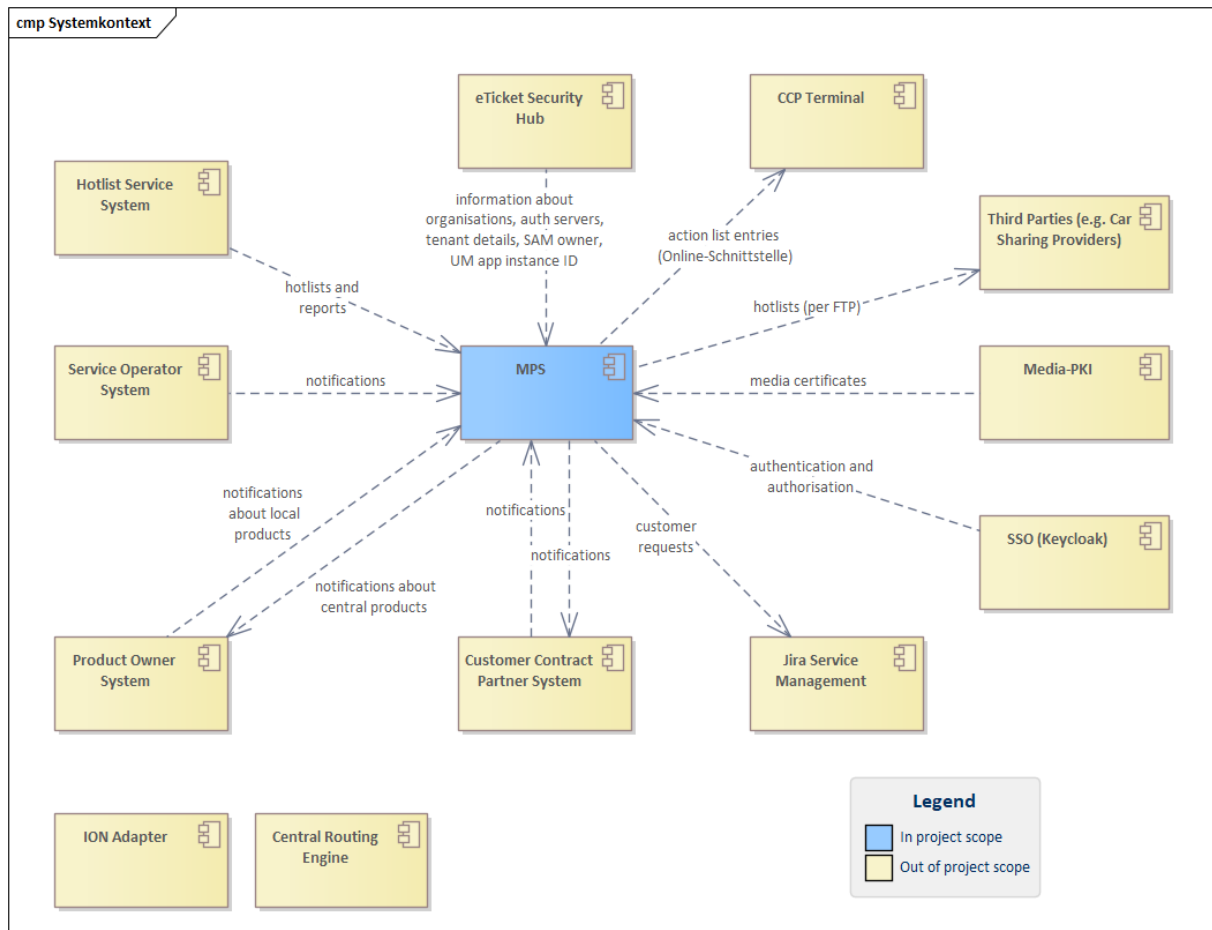 cmp Systemkontext
eTicket Security
Hub
CCP Terminal
Hotlist Service
System
Third Parties (e.g. Car
Sharing Providers)
information about
organisations, auth servers,
tenant details, SAM owner,
UM app instance ID
action list entries
(Online-Schnittstelle)
hotlists and
reports
hotlists (per FTP)
Service Operator
System
notifications
MPS
media certificates
Media-PKI
authentication and
authorisation
notifications
about local
products
notifications
customer
requests
SSO (Keycloak)
notifications
notifications about
central products
Product Owner
System
Customer Contract
Partner System
Jira Service
Management
ION Adapter
Central Routing
Engine
Legend
In project scope
Out of project scope